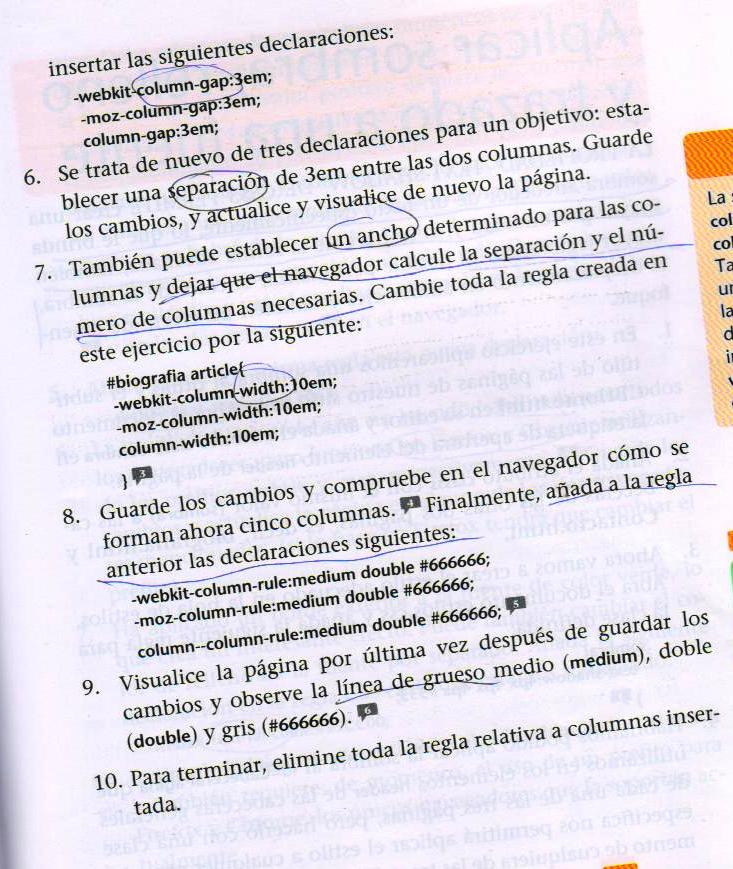 insertar las siguientes declaraciones:
-webkit-column-gap:3em;
-moz-column-gap:3em;
column-gap:3em;
6. Se trata de nuevo de tres declaraciones para un objetivo: esta-
blecer una separación de 3em entre las dos columnas. Guarde
los cambios, y actualice y visualice de nuevo la página.
7. También puede establecer un ancho determinado para las co-
lumnas y dejar que el navegador calcule la separación y el nú-
mero de columnas necesarias. Cambie toda la regla creada en
este ejercicio por la siguiente:
#biografia article{
-webkit-column-width:10em;
-moz-column-width:10em;
column-width:10em;
} 3
8. Guarde los cambios y compruebe en el navegador cómo se
forman ahora cinco columnas. 4 Finalmente, añada a la regla
anterior las declaraciones siguientes:
-webkit-column-rule:medium double #666666;
-moz-column-rule:medium double #666666;
column--column-rule:medium double #666666; 5
9. Visualice la página por última vez después de guardar los
cambios y observe la línea de grueso medio (medium), doble
(double) y gris (#666666). 6
10. Para terminar, elimine toda la regla relativa a columnas inser-
tada.
La
col
col
Ta